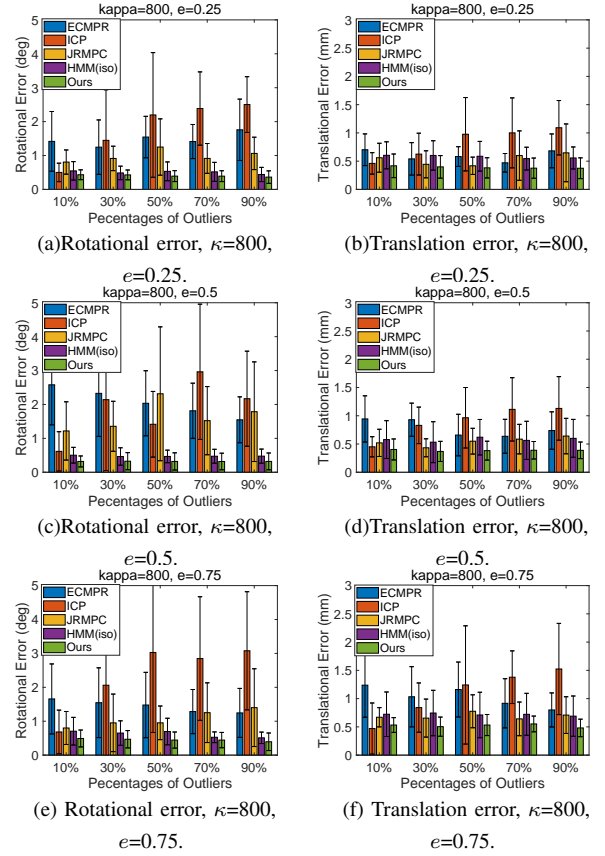 kappa=800, e=0.25
Rotational Error (deg)
5
4
3
2
1
0
ECMPR
ICP
JRMPC
HMM(iso)
Ours
10% 30% 50% 70% 90%
Pecentages of Outliers
(a)Rotational error, κ=800,
e=0.25.
kappa=800, e=0.25
Translational Error (mm)
3
2.5
2
1.5
1
0.5
0
ECMPR
ICP
JRMPC
HMM(iso)
Ours
10% 30% 50% 70% 90%
Pecentages of Outliers
(b)Translation error, κ=800,
e=0.25.
kappa=800, e=0.5
Rotational Error (deg)
5
4
3
2
1
0
ECMPR
ICP
JRMPC
HMM(iso)
Ours
10% 30% 50% 70% 90%
Pecentages of Outliers
(c)Rotational error, κ=800,
e=0.5.
kappa=800, e=0.5
Translational Error (mm)
3
2.5
2
1.5
1
0.5
0
ECMPR
ICP
JRMPC
HMM(iso)
Ours
10% 30% 50% 70% 90%
Pecentages of Outliers
(d)Translation error, κ=800,
e=0.5.
kappa=800, e=0.75
Rotational Error (deg)
5
4
3
2
1
0
ECMPR
ICP
JRMPC
HMM(iso)
Ours
10% 30% 50% 70% 90%
Pecentages of Outliers
(e) Rotational error, κ=800,
e=0.75.
kappa=800, e=0.75
Translational Error (mm)
3
2.5
2
1.5
1
0.5
0
ECMPR
ICP
JRMPC
HMM(iso)
Ours
10% 30% 50% 70% 90%
Pecentages of Outliers
(f) Translation error, κ=800,
e=0.75.